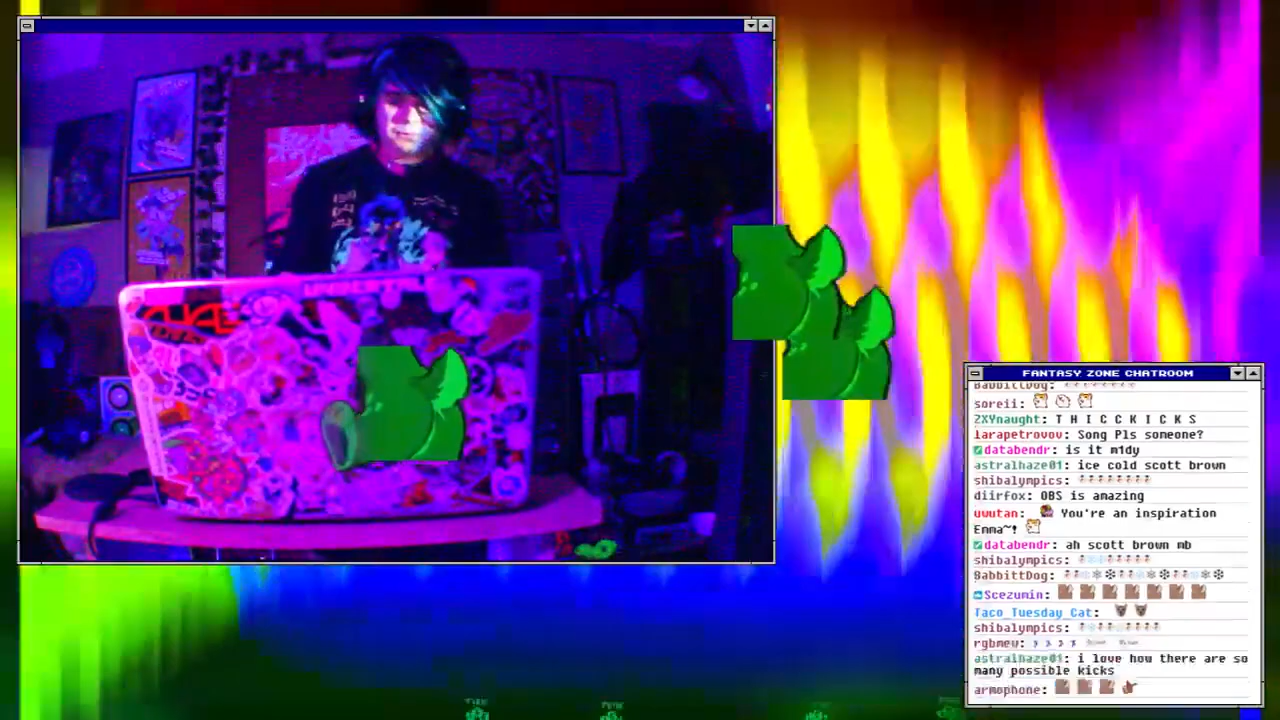 FANTASY ZONE CHATROOM
BabbittDog:
soreii:
ZXYnaught: T H I C C K I C K S
larapetrovov: Song Pls someone?
databendr: is it m1dy
astralhaze01: ice cold scott brown
shibalympics:
diirfox: OBS is amazing
uwutan: You're an inspiration
Emma~!
databendr: ah scott brown mb
shibalympics:
BabbittDog:
Scezumin:
Taco_Tuesday_Cat:
shibalympics:
rgbmew:
astralhaze01: i love how there are so
many possible kicks
armophone: